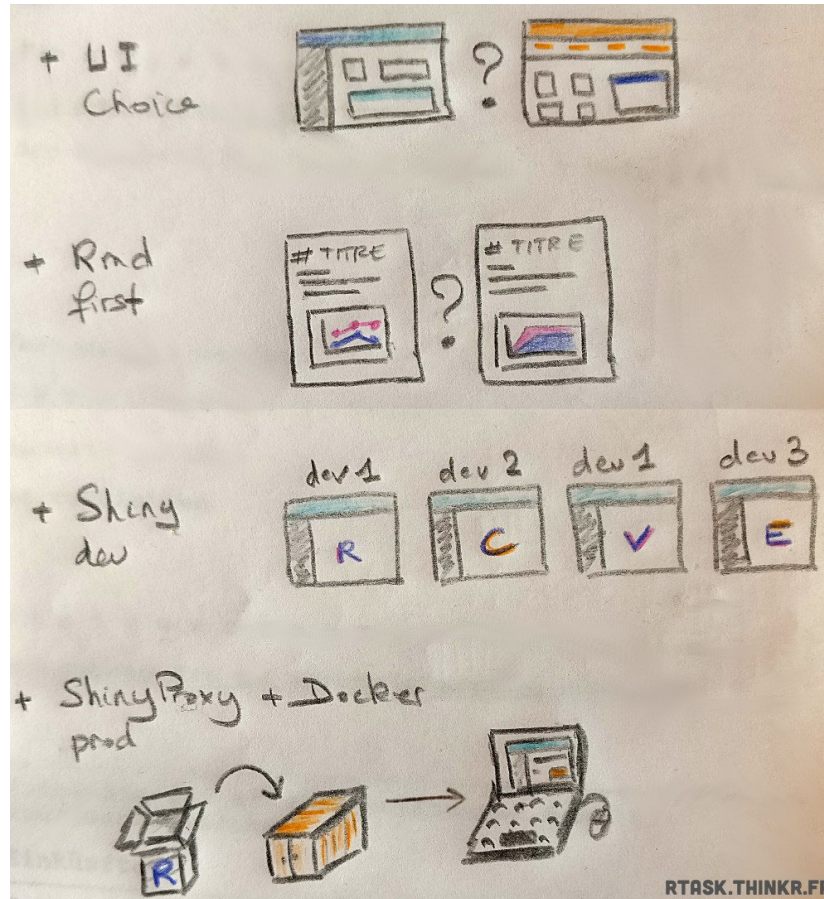 + UI
Choice
?
+ Rmd
first
# TITRE
?
# TITRE
+ Shiny
dev
dev 1
dev 2
dev 1
dev 3
R
C
V
E
+ ShinyProxy + Docker
prod
R
RTASK.THINKR.FR